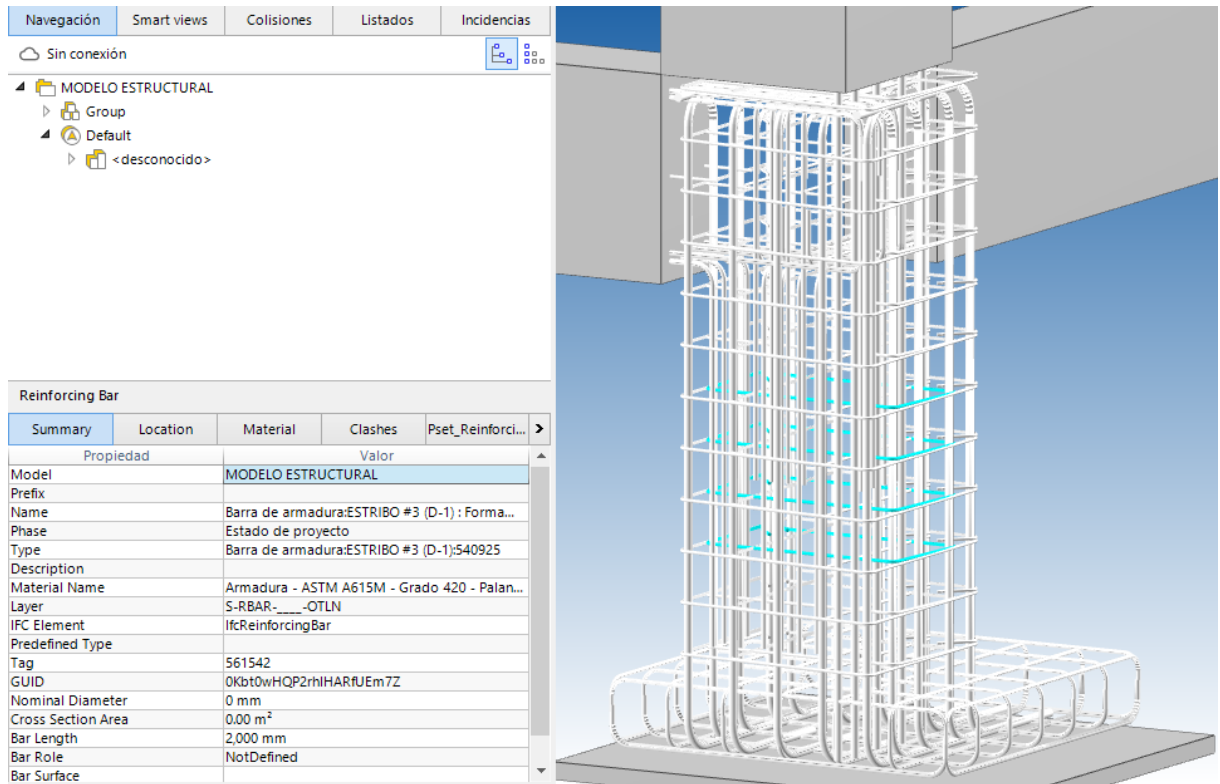 Navegación Smart views Colisiones Listados Incidencias
Sin conexión
MODELO ESTRUCTURAL
Group
Default
<desconocido>
Reinforcing Bar
Summary Location Material Clashes Pset_Reinforci... >
Propiedad Valor
Model MODELO ESTRUCTURAL
Prefix
Name Barra de armadura:ESTRIBO #3 (D-1) : Forma...
Phase Estado de proyecto
Type Barra de armadura:ESTRIBO #3 (D-1):540925
Description
Material Name Armadura - ASTM A615M - Grado 420 - Palan...
Layer S-RBAR-____-OTLN
IFC Element IfcReinforcingBar
Predefined Type
Tag 561542
GUID 0Kbt0wHQP2rhlHARfUEm7Z
Nominal Diameter 0 mm
Cross Section Area 0.00 m²
Bar Length 2,000 mm
Bar Role NotDefined
Bar Surface